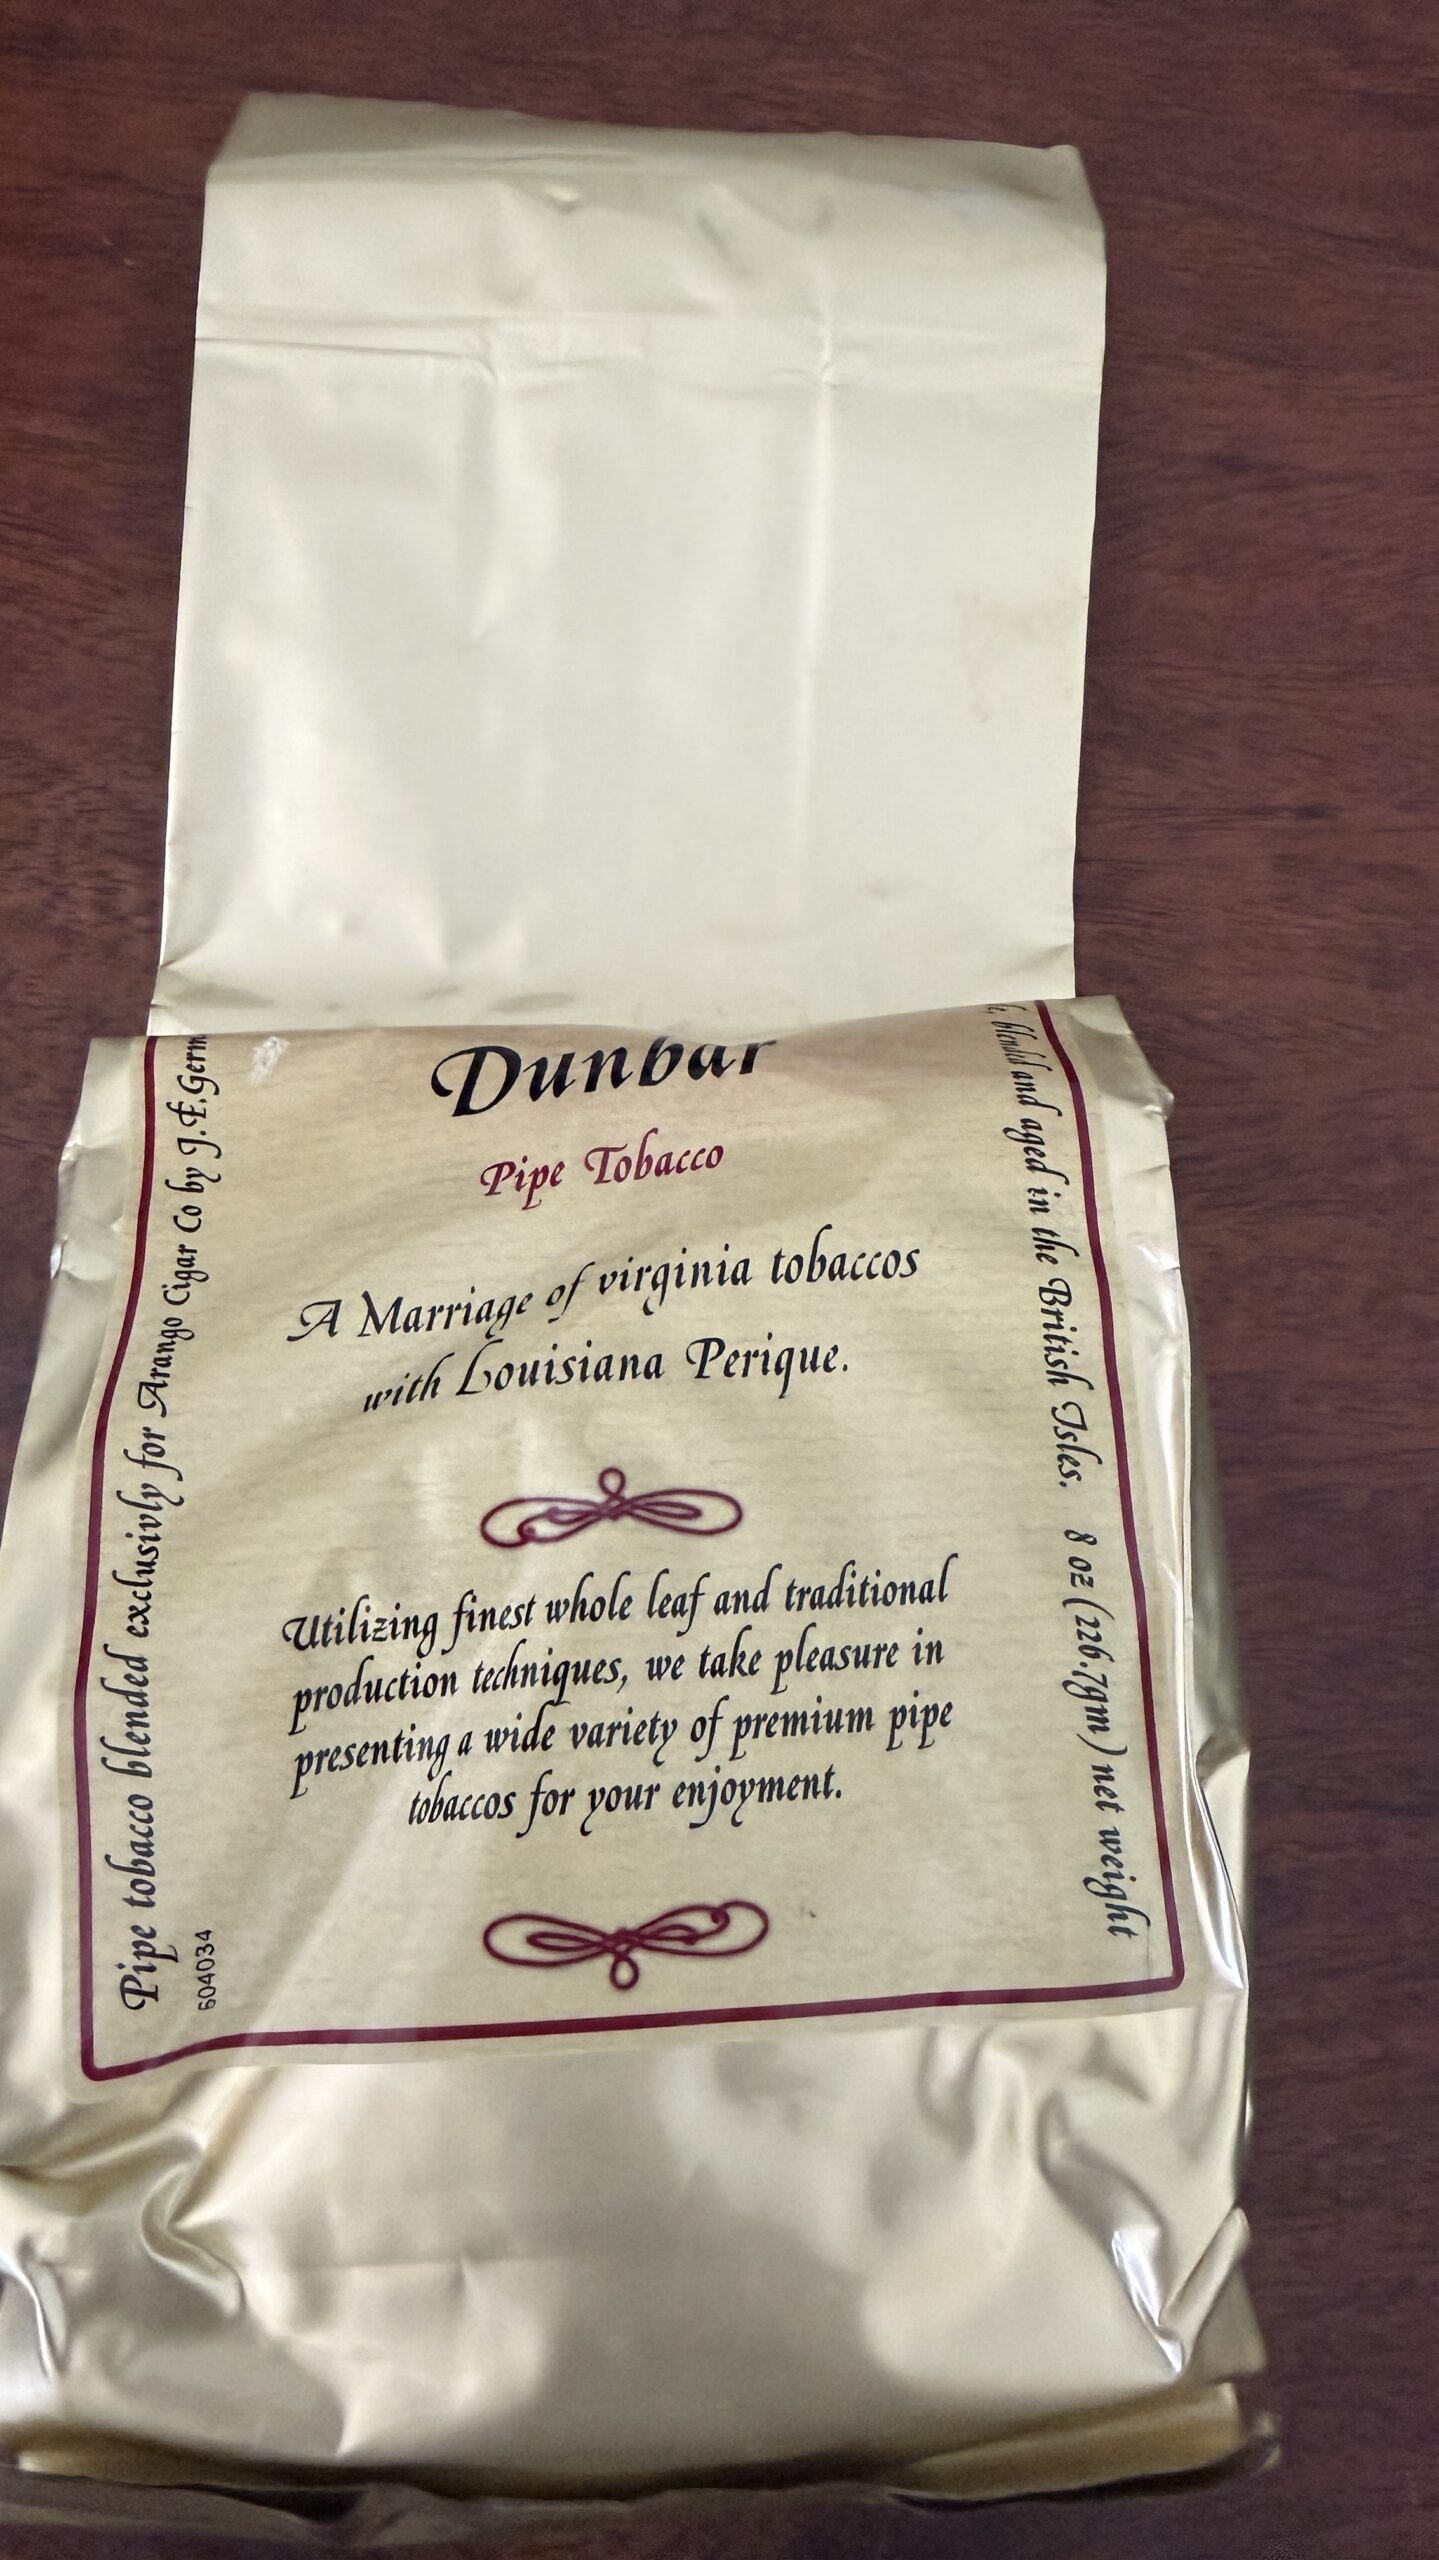 Dunbar
Pipe Tobacco
A Marriage of virginia tobaccos
with Louisiana Perique.
Utilizing finest whole leaf and traditional
production techniques, we take pleasure in
presenting a wide variety of premium pipe
tobaccos for your enjoyment.
Pipe tobacco blended exclusivly for Arango Cigar Co by J.F.Germ
604034
blended and aged in the British Isles. 8 oz (226.7gm) net weight